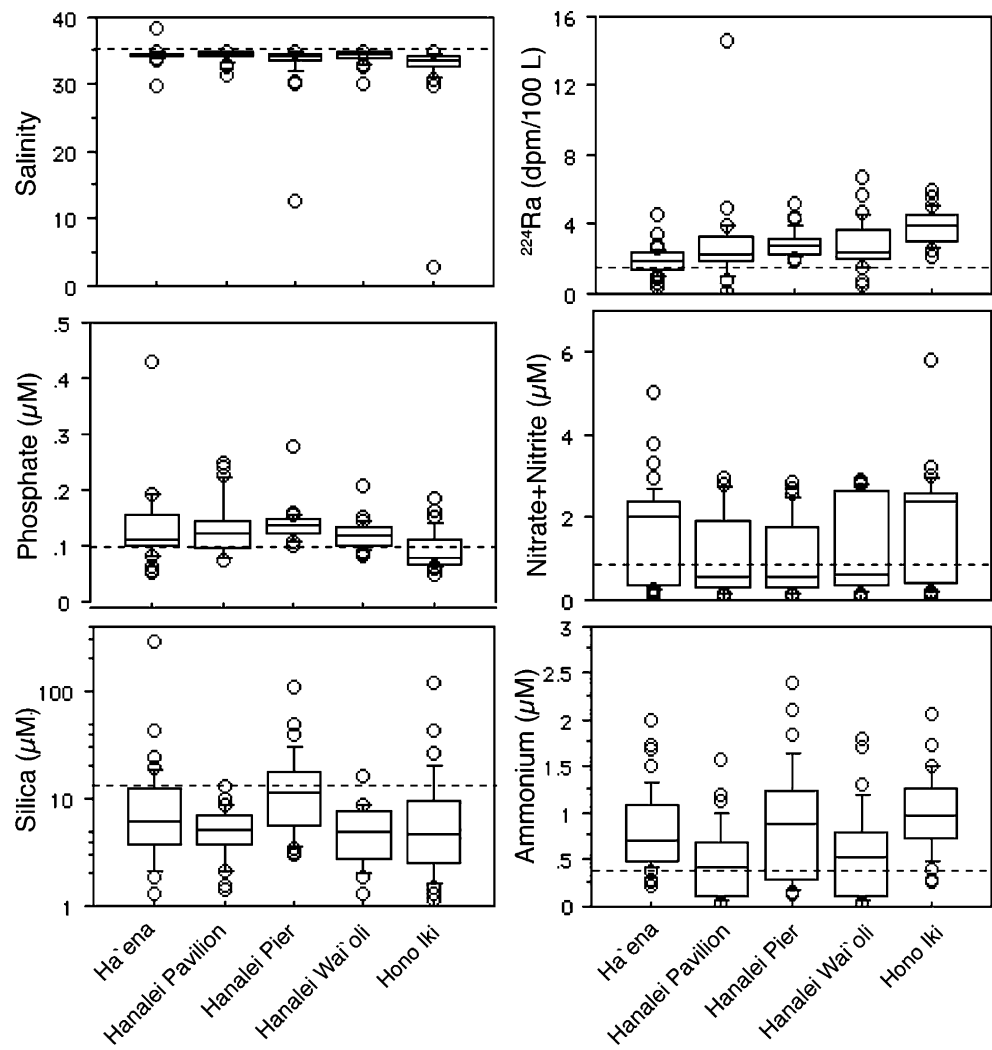 40
30
20
10
0
Salinity
16
12
8
4
0
²²⁴Ra (dpm/100 L)
.5
.4
.3
.2
.1
0
Phosphate (µM)
6
4
2
0
Nitrate+Nitrite (µM)
100
10
1
Silica (µM)
3
2.5
2
1.5
1
.5
0
Ammonium (µM)
Ha`ena
Hanalei Pavilion
Hanalei Pier
Hanalei Wai`oli
Hono Iki
Ha`ena
Hanalei Pavilion
Hanalei Pier
Hanalei Wai`oli
Hono Iki